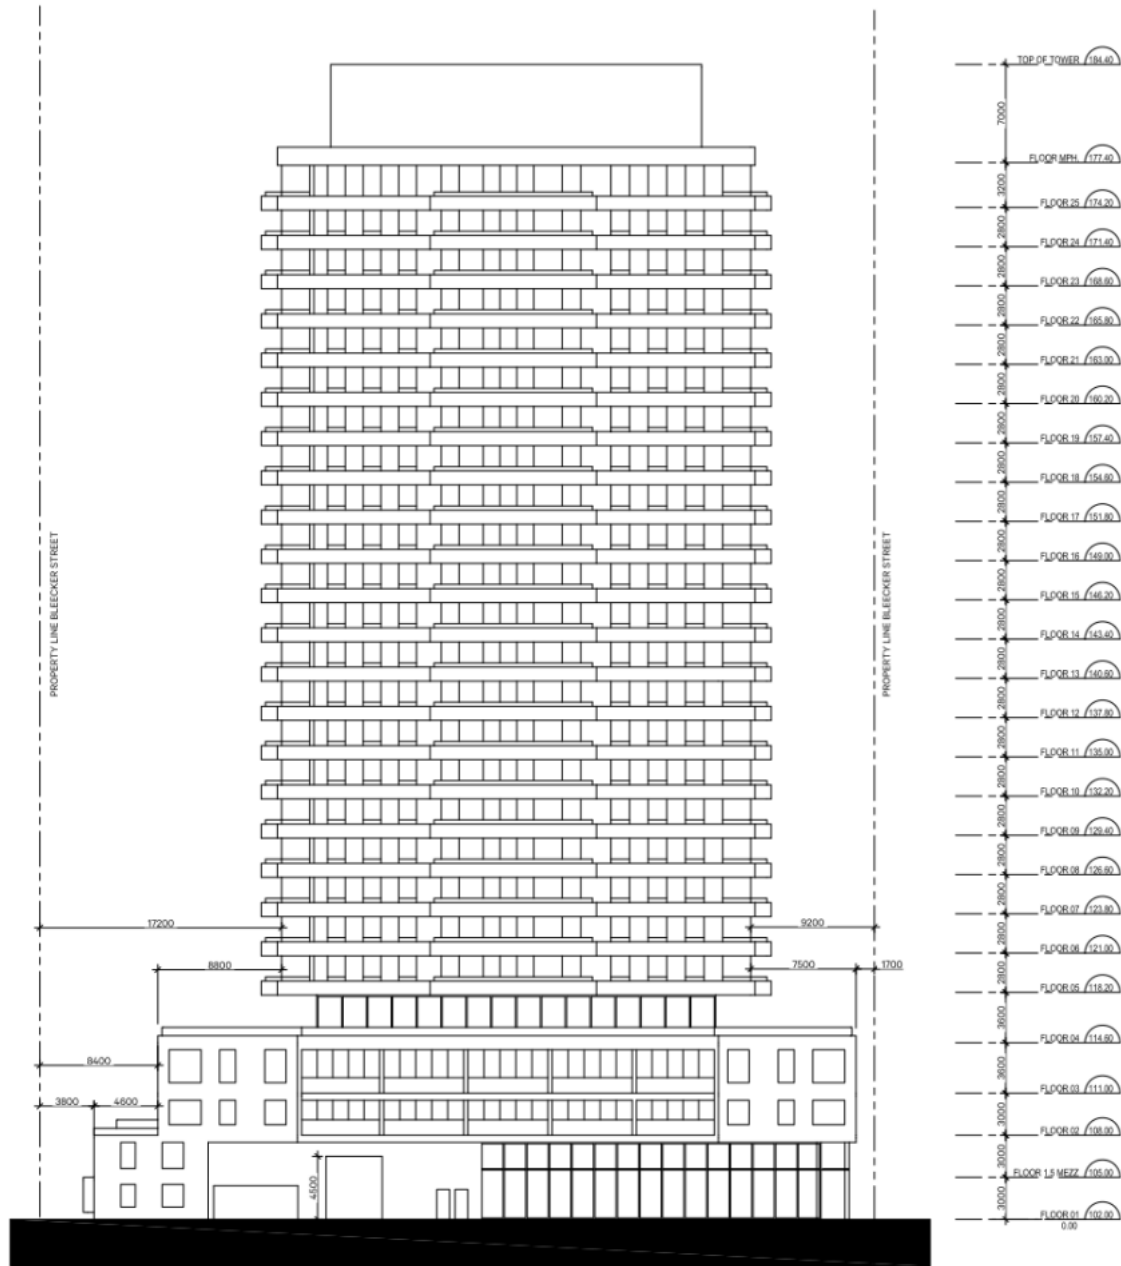 TOP OF TOWER 184.40
7000
FLOOR MPH. 177.40
3200
FLOOR 25 174.20
2800
FLOOR 24 171.40
2800
FLOOR 23 168.60
2800
FLOOR 22 165.80
2800
FLOOR 21 163.00
2800
FLOOR 20 160.20
2800
FLOOR 19 157.40
2800
FLOOR 18 154.60
2800
FLOOR 17 151.80
2800
FLOOR 16 149.00
2800
FLOOR 15 146.20
2800
FLOOR 14 143.40
2800
FLOOR 13 140.60
2800
FLOOR 12 137.80
2800
FLOOR 11 135.00
2800
FLOOR 10 132.20
2800
FLOOR 09 129.40
2800
FLOOR 08 126.60
2800
FLOOR 07 123.80
2800
FLOOR 06 121.00
2800
FLOOR 05 118.20
3600
FLOOR 04 114.60
3600
FLOOR 03 111.00
3000
FLOOR 02 108.00
3000
FLOOR 1.5 MEZZ 105.00
3000
FLOOR 01 102.00
0.00
PROPERTY LINE BLEECKER STREET
PROPERTY LINE BLEECKER STREET
17200
9200
8800
7500
1700
8400
3800
4600
4500